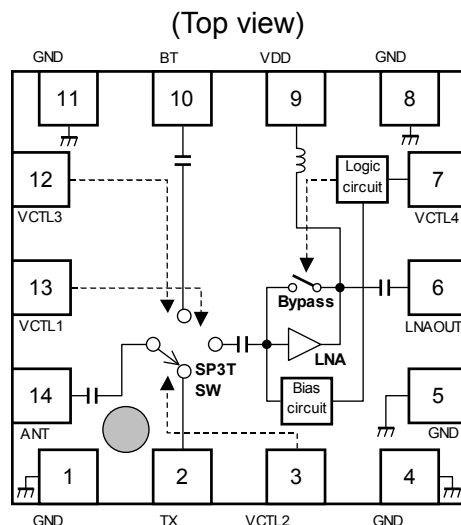 (Top view)
GND BT VDD GND
11 10 9 8
12 Logic circuit 7
VCTL3 VCTL4
13 Bypass 6
VCTL1 LNAOUT
SP3T SW LNA
14 Bias circuit 5
ANT GND
1 2 3 4
GND TX VCTL2 GND